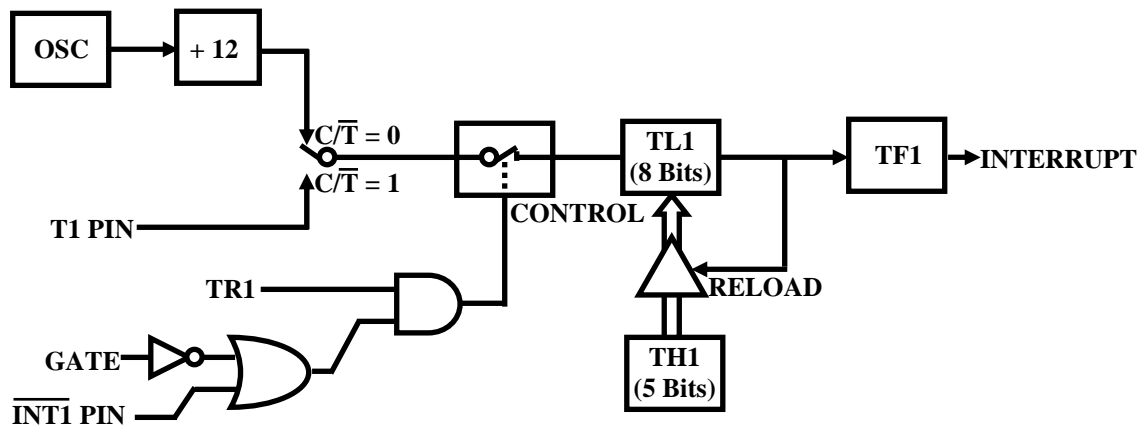 OSC
+ 12
C/T̅ = 0
C/T̅ = 1
T1 PIN
CONTROL
TL1
(8 Bits)
TF1
INTERRUPT
TR1
RELOAD
GATE
I̅N̅T̅1̅ PIN
TH1
(5 Bits)